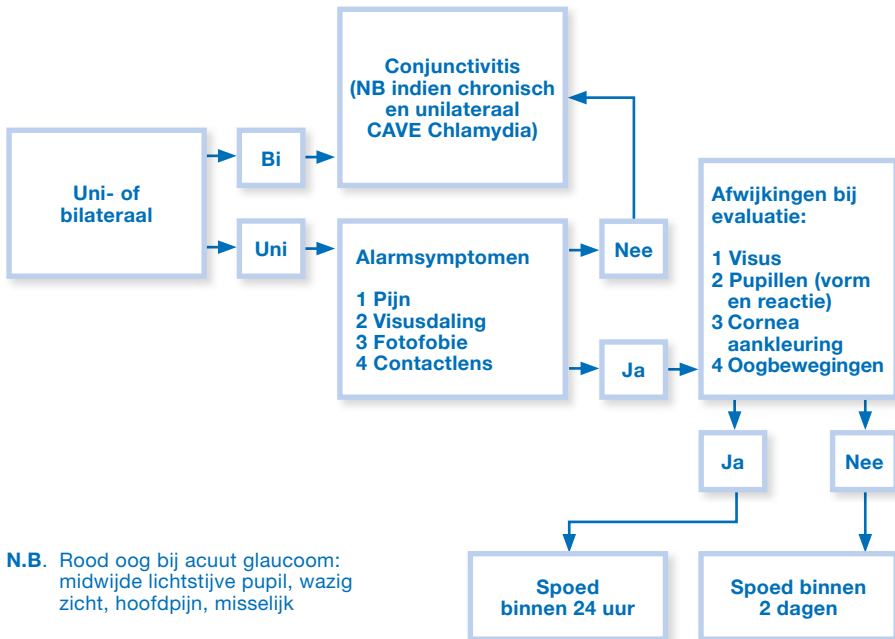 Uni- of
bilateraal
Bi
Conjunctivitis
(NB indien chronisch
en unilateraal
CAVE Chlamydia)
Uni
Alarmsymptomen
1 Pijn
2 Visusdaling
3 Fotofobie
4 Contactlens
Nee
Ja
Afwijkingen bij
evaluatie:
1 Visus
2 Pupillen (vorm
en reactie)
3 Cornea
aankleuring
4 Oogbewegingen
Ja
Nee
Spoed
binnen 24 uur
Spoed binnen
2 dagen
N.B. Rood oog bij acuut glaucoom:
midwijde lichtstijve pupil, wazig
zicht, hoofdpijn, misselijk